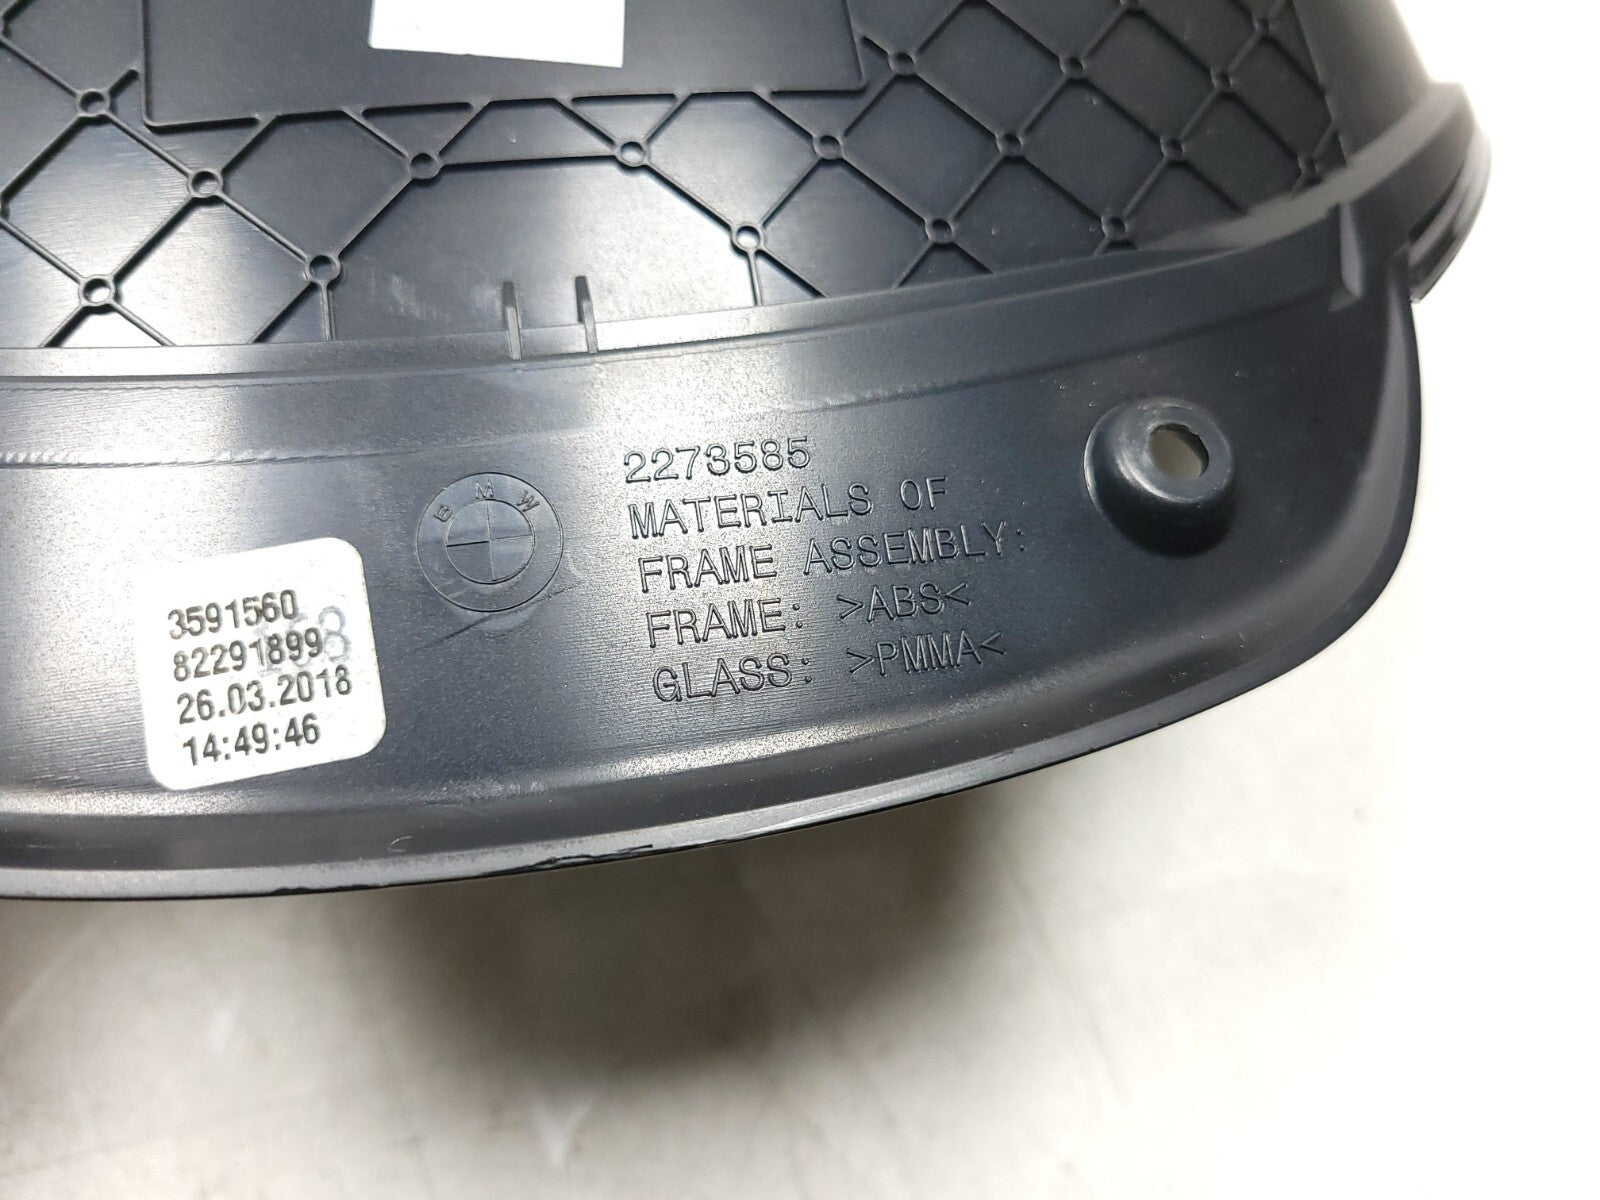 2273585
MATERIALS OF
FRAME ASSEMBLY:
FRAME: >ABS<
GLASS: >PMMA<
BMW
3591560
82291899
26.03.2018
14:49:46